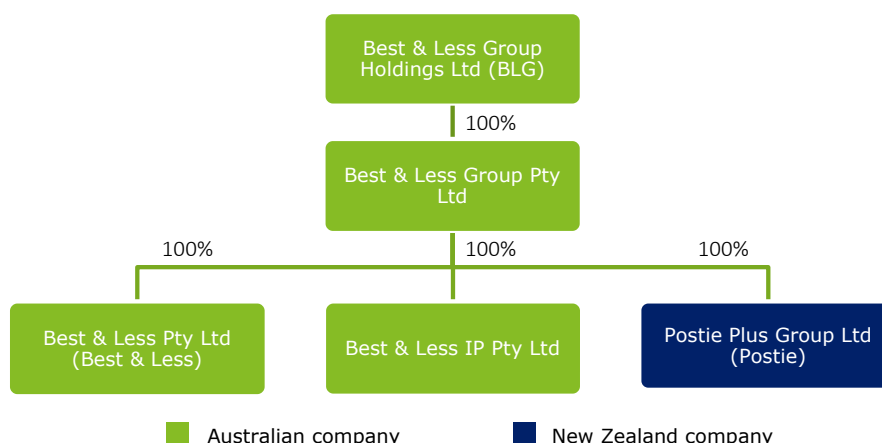 Best & Less Group
Holdings Ltd (BLG)
100%
Best & Less Group Pty
Ltd
100%
100%
100%
Best & Less Pty Ltd
(Best & Less)
Best & Less IP Pty Ltd
Postie Plus Group Ltd
(Postie)
Australian company
New Zealand company